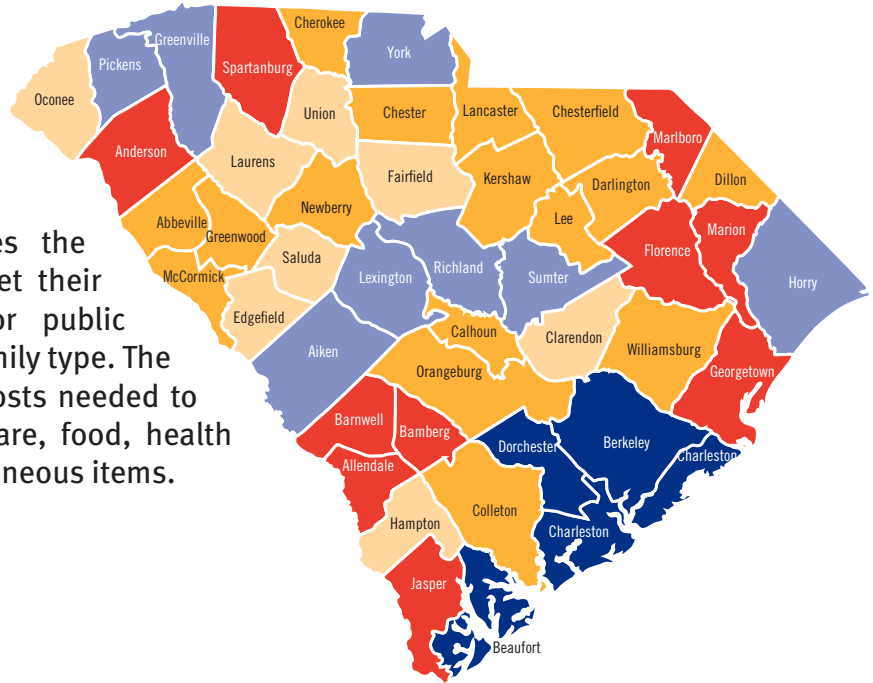 Cherokee
Greenville
York
Pickens
Spartanburg
Oconee
Union
Chester
Lancaster
Chesterfield
Marlboro
Anderson
Laurens
Fairfield
Kershaw
Darlington
Dillon
Abbeville
Newberry
Lee
Greenwood
Saluda
Florence
Marion
McCormick
Lexington
Richland
Sumter
Horry
Edgefield
Calhoun
Clarendon
Williamsburg
Aiken
Orangeburg
Georgetown
Barnwell
Bamberg
Dorchester
Berkeley
Charleston
Allendale
Hampton
Colleton
Charleston
Jasper
Beaufort
es the
et their
or public
mily type. The
osts needed to
are, food, health
neous items.